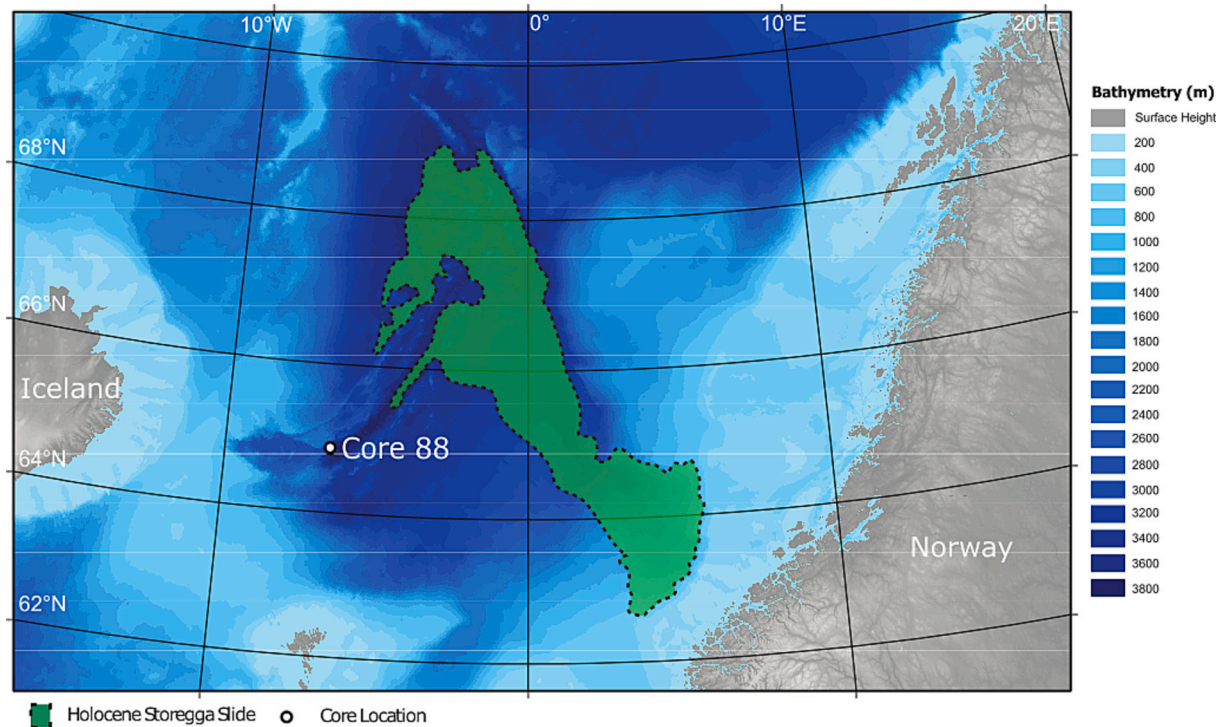 10°W 0° 10°E 20°E
Bathymetry (m)
Surface Height
200
400
600
800
1000
1200
1400
1600
1800
2000
2200
2400
2600
2800
3000
3200
3400
3600
3800
68°N
66°N
Iceland
Core 88
64°N
Norway
62°N
Holocene Storegga Slide
Core Location